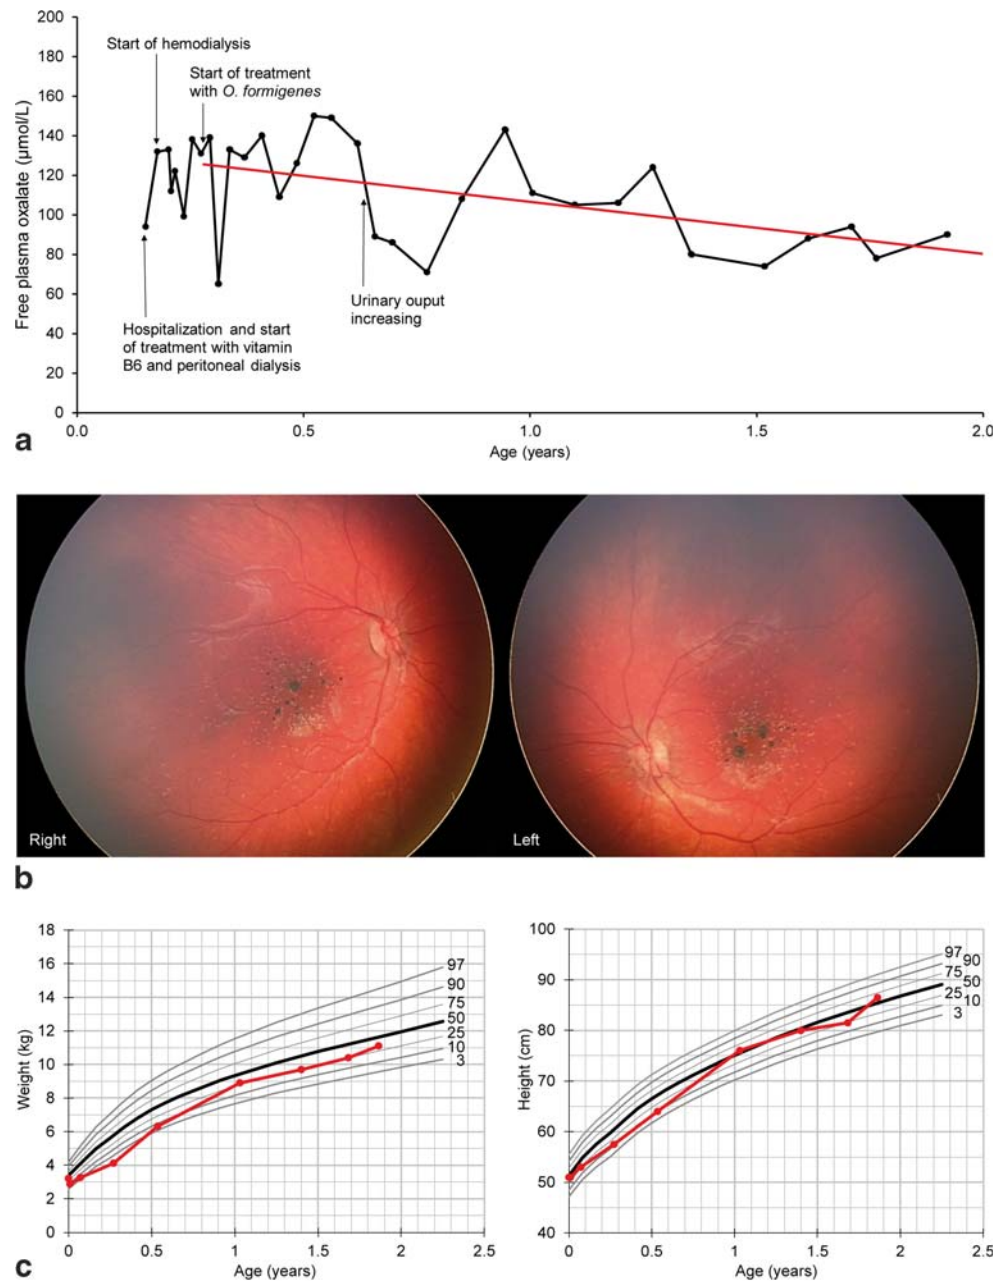 200
180
160
140
120
100
80
60
40
20
0
Free plasma oxalate (µmol/L)
Start of hemodialysis
Start of treatment
with O. formigenes
Urinary ouput
increasing
Hospitalization and start
of treatment with vitamin
B6 and peritoneal dialysis
0.0 0.5 1.0 1.5 2.0
Age (years)
a
Right
Left
b
18
16
14
12
10
8
6
4
2
0
Weight (kg)
97
90
75
50
25
10
3
0 0.5 1 1.5 2 2.5
Age (years)
100
90
80
70
60
50
40
Height (cm)
97 90
75 50
25 10
3
0 0.5 1 1.5 2 2.5
Age (years)
c